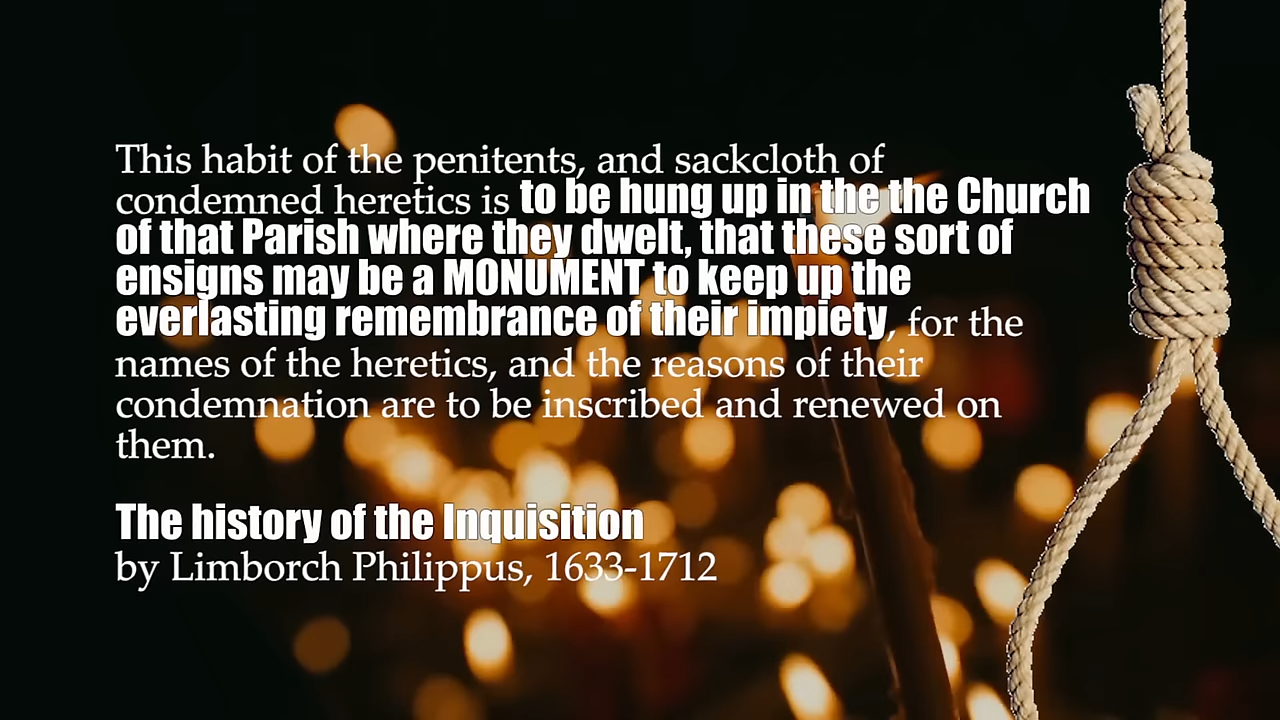 This habit of the penitents, and sackcloth of
condemned heretics is to be hung up in the the Church
of that Parish where they dwelt, that these sort of
ensigns may be a MONUMENT to keep up the
everlasting remembrance of their impiety, for the
names of the heretics, and the reasons of their
condemnation are to be inscribed and renewed on
them.
The history of the Inquisition
by Limborch Philippus, 1633-1712